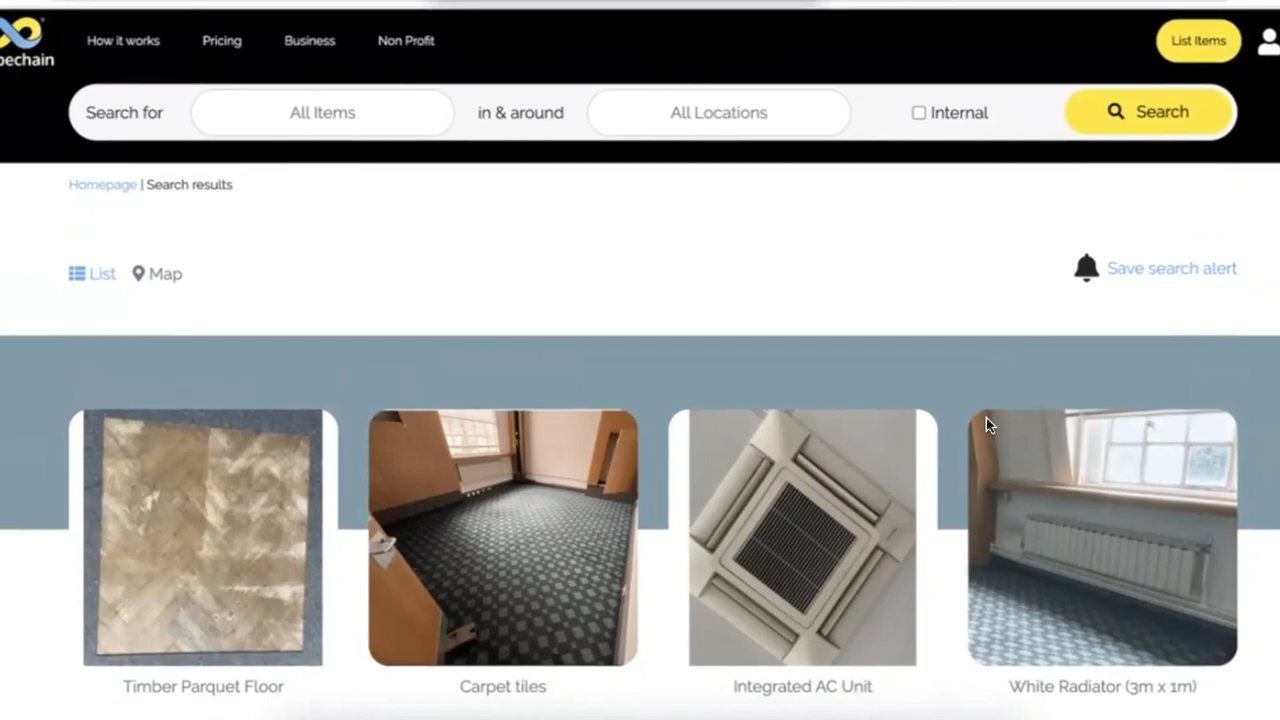 How it works Pricing Business Non Profit List Items
pechain
Search for All Items in & around All Locations Internal Search
Homepage | Search results
List Map Save search alert
Timber Parquet Floor Carpet tiles Integrated AC Unit White Radiator (3m x 1m)